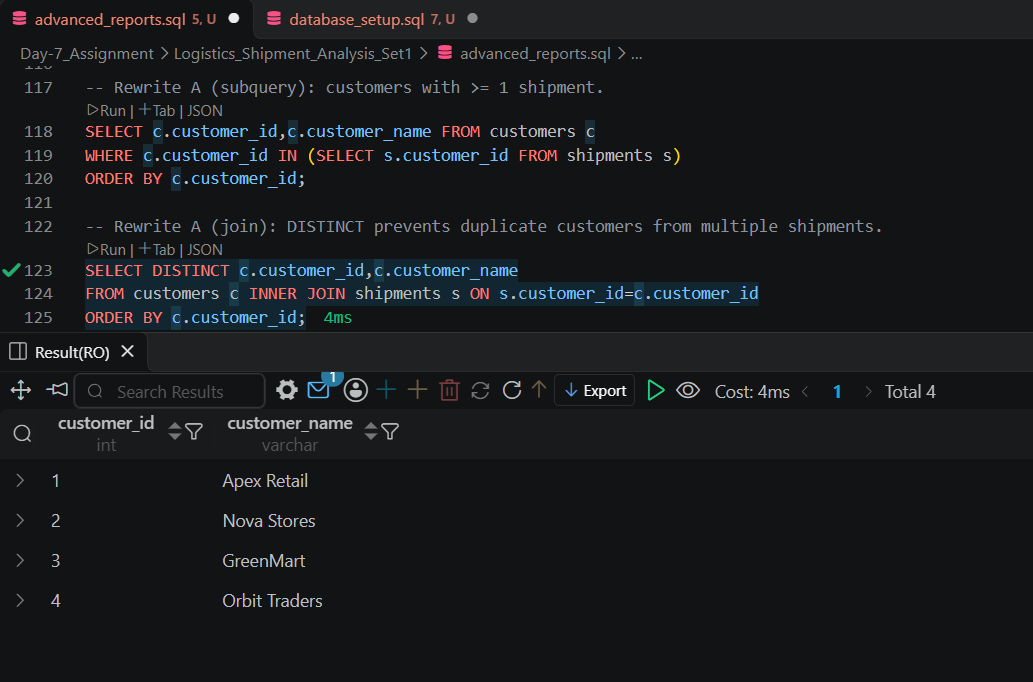 advanced_reports.sql 5, U database_setup.sql 7, U
Day-7_Assignment > Logistics_Shipment_Analysis_Set1 > advanced_reports.sql > ...
117 -- Rewrite A (subquery): customers with >= 1 shipment.
Run | Tab | JSON
118 SELECT c.customer_id,c.customer_name FROM customers c
119 WHERE c.customer_id IN (SELECT s.customer_id FROM shipments s)
120 ORDER BY c.customer_id;
121
122 -- Rewrite A (join): DISTINCT prevents duplicate customers from multiple shipments.
Run | Tab | JSON
123 SELECT DISTINCT c.customer_id,c.customer_name
124 FROM customers c INNER JOIN shipments s ON s.customer_id=c.customer_id
125 ORDER BY c.customer_id; 4ms
Result(RO)
Search Results 1 Export Cost: 4ms < 1 > Total 4
customer_id customer_name
int varchar
1 Apex Retail
2 Nova Stores
3 GreenMart
4 Orbit Traders